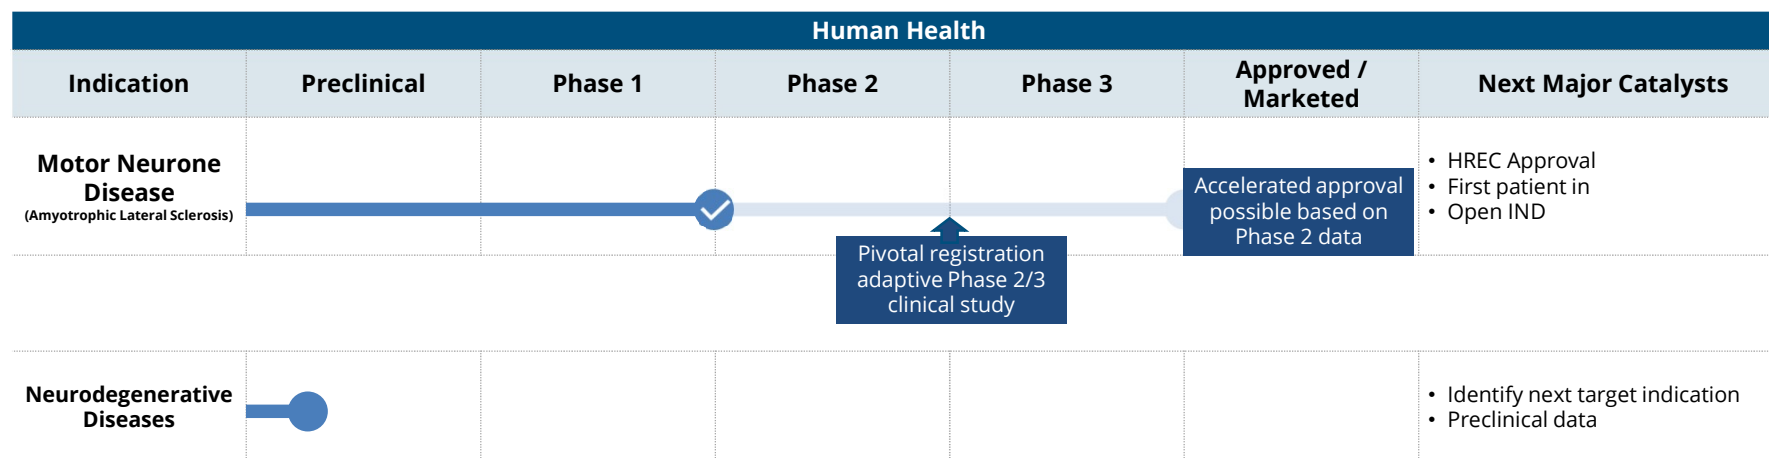 Human Health
Indication
Preclinical
Phase 1
Phase 2
Phase 3
Approved /
Marketed
Next Major Catalysts
Motor Neurone
Disease
(Amyotrophic Lateral Sclerosis)
Pivotal registration
adaptive Phase 2/3
clinical study
Accelerated approval
possible based on
Phase 2 data
• HREC Approval
• First patient in
• Open IND
Neurodegenerative
Diseases
• Identify next target indication
• Preclinical data